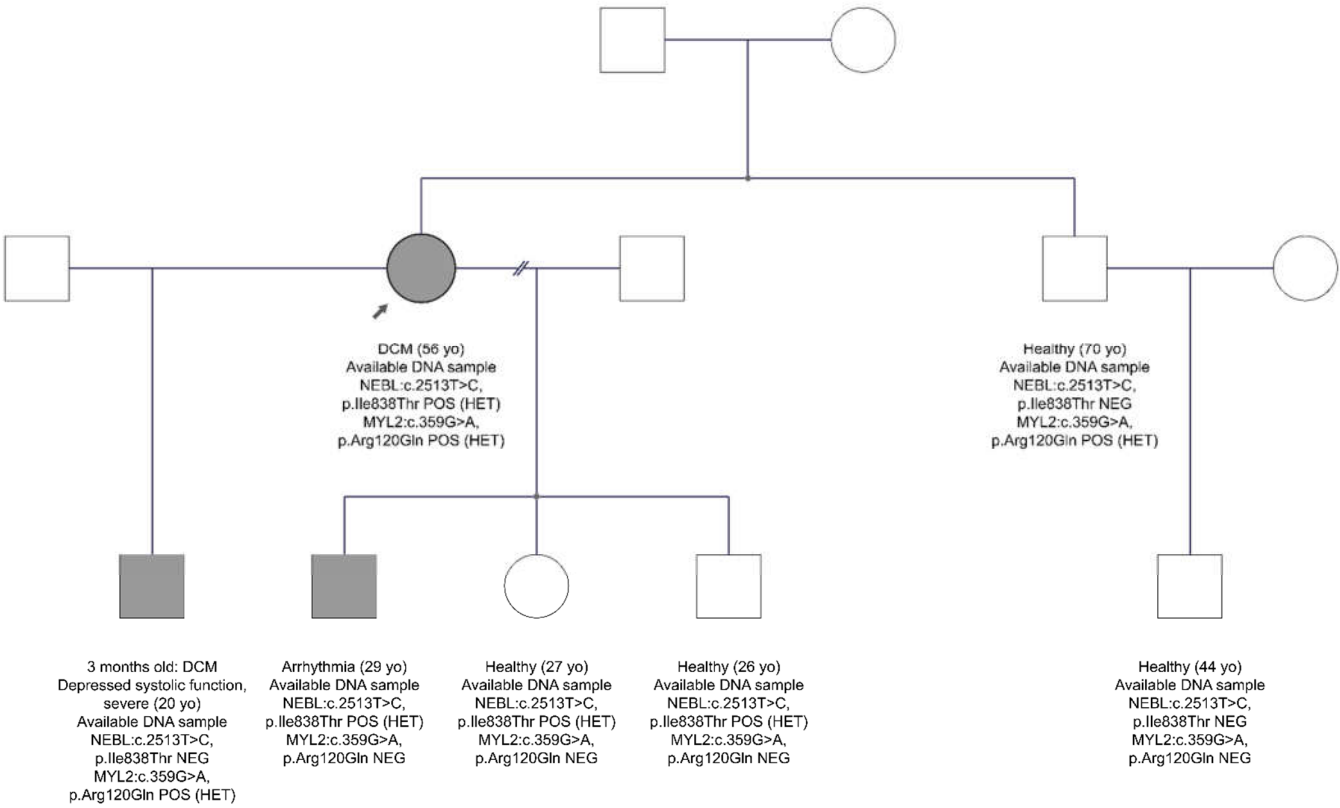 DCM (56 yo)
Available DNA sample
NEBL:c.2513T>C,
p.Ile838Thr POS (HET)
MYL2:c.359G>A,
p.Arg120Gln POS (HET)
Healthy (70 yo)
Available DNA sample
NEBL:c.2513T>C,
p.Ile838Thr NEG
MYL2:c.359G>A,
p.Arg120Gln POS (HET)
3 months old: DCM
Depressed systolic function,
severe (20 yo)
Available DNA sample
NEBL:c.2513T>C,
p.Ile838Thr NEG
MYL2:c.359G>A,
p.Arg120Gln POS (HET)
Arrhythmia (29 yo)
Available DNA sample
NEBL:c.2513T>C,
p.Ile838Thr POS (HET)
MYL2:c.359G>A,
p.Arg120Gln NEG
Healthy (27 yo)
Available DNA sample
NEBL:c.2513T>C,
p.Ile838Thr POS (HET)
MYL2:c.359G>A,
p.Arg120Gln NEG
Healthy (26 yo)
Available DNA sample
NEBL:c.2513T>C,
p.Ile838Thr POS (HET)
MYL2:c.359G>A,
p.Arg120Gln NEG
Healthy (44 yo)
Available DNA sample
NEBL:c.2513T>C,
p.Ile838Thr NEG
MYL2:c.359G>A,
p.Arg120Gln NEG